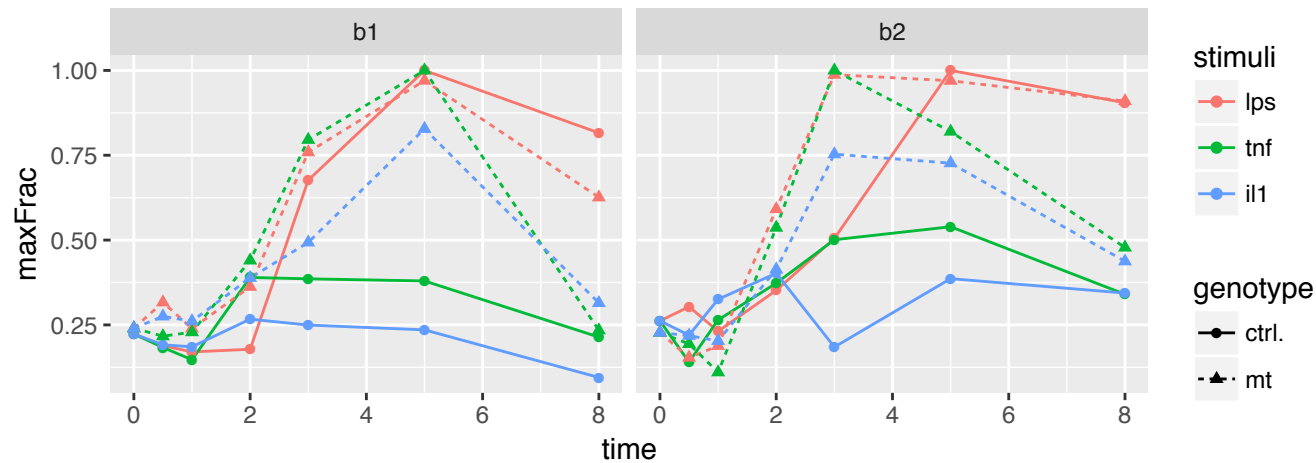 b1
b2
maxFrac
1.00
0.75
0.50
0.25
0 2 4 6 8
0 2 4 6 8
time
stimuli
lps
tnf
il1
genotype
ctrl.
mt